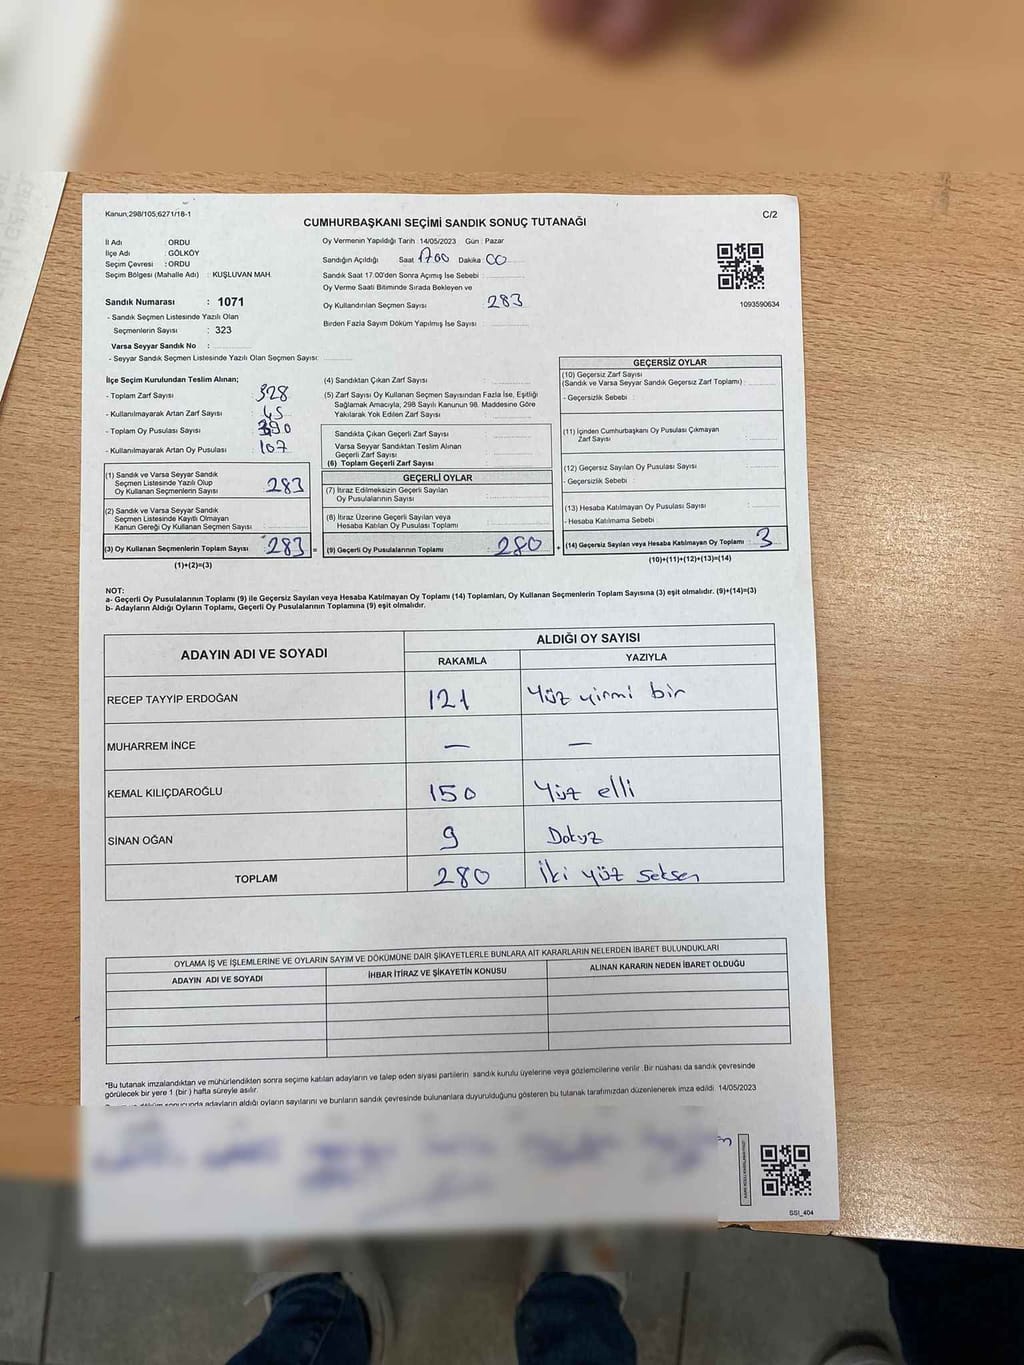 Kanun;298/105;6271/18-1
C/2
CUMHURBAŞKANI SEÇİMİ SANDIK SONUÇ TUTANAĞI
İl Adı : ORDU
İlçe Adı : GÖLKÖY
Seçim Çevresi : ORDU
Seçim Bölgesi (Mahalle Adı) : KUŞLUVAN MAH.
Sandık Numarası : 1071
- Sandık Seçmen Listesinde Yazılı Olan
Seçmenlerin Sayısı : 323
Varsa Seyyar Sandık No :
- Seyyar Sandık Seçmen Listesinde Yazılı Olan Seçmen Sayısı:
Oy Vermenin Yapıldığı Tarih : 14/05/2023 Gün : Pazar
Sandığın Açıldığı Saat 1700 Dakika 00
Sandık Saat 17.00'den Sonra Açımış İse Sebebi :
Oy Verme Saati Bitiminde Sırada Bekleyen ve
Oy Kullandırılan Seçmen Sayısı 283
Birden Fazla Sayım Döküm Yapılmış İse Sayısı :
1093590634
İlçe Seçim Kurulundan Teslim Alınan;
- Toplam Zarf Sayısı : 328
- Kullanılmayarak Artan Zarf Sayısı : 45
- Toplam Oy Pusulası Sayısı : 390
- Kullanılmayarak Artan Oy Pusulası : 107
(1) Sandık ve Varsa Seyyar Sandık
Seçmen Listesinde Yazılı Olup
Oy Kullanan Seçmenlerin Sayısı : 283
(2) Sandık ve Varsa Seyyar Sandık
Seçmen Listesinde Kayıtlı Olmayan
Kanun Gereği Oy Kullanan Seçmen Sayısı :
(3) Oy Kullanan Seçmenlerin Toplam Sayısı : 283 =
(1)+(2)=(3)
(4) Sandıktan Çıkan Zarf Sayısı :
(5) Zarf Sayısı Oy Kullanan Seçmen Sayısından Fazla İse, Eşitliği
Sağlamak Amacıyla, 298 Sayılı Kanunun 98. Maddesine Göre
Yakılarak Yok Edilen Zarf Sayısı :
Sandıkta Çıkan Geçerli Zarf Sayısı :
Varsa Seyyar Sandıktan Teslim Alınan
Geçerli Zarf Sayısı :
(6) Toplam Geçerli Zarf Sayısı :
GEÇERLİ OYLAR
(7) İtiraz Edilmeksizin Geçerli Sayılan
Oy Pusulalarının Sayısı :
(8) İtiraz Üzerine Geçerli Sayılan veya
Hesaba Katılan Oy Pusulası Toplamı :
(9) Geçerli Oy Pusulalarının Toplamı : 280 +
GEÇERSİZ OYLAR
(10) Geçersiz Zarf Sayısı
(Sandık ve Varsa Seyyar Sandık Geçersiz Zarf Toplamı) :
- Geçersizlik Sebebi :
(11) İçinden Cumhurbaşkanı Oy Pusulası Çıkmayan
Zarf Sayısı :
(12) Geçersiz Sayılan Oy Pusulası Sayısı :
- Geçersizlik Sebebi :
(13) Hesaba Katılmayan Oy Pusulası Sayısı :
- Hesaba Katılmama Sebebi :
(14) Geçersiz Sayılan veya Hesaba Katılmayan Oy Toplamı : 3
(10)+(11)+(12)+(13)=(14)
NOT:
a- Geçerli Oy Pusulalarının Toplamı (9) ile Geçersiz Sayılan veya Hesaba Katılmayan Oy Toplamı (14) Toplamları, Oy Kullanan Seçmenlerin Toplam Sayısına (3) eşit olmalıdır. (9)+(14)=(3)
b- Adayların Aldığı Oyların Toplamı, Geçerli Oy Pusulalarının Toplamına (9) eşit olmalıdır.
ADAYIN ADI VE SOYADI ALDIĞI OY SAYISI
RAKAMLA YAZIYLA
RECEP TAYYİP ERDOĞAN 121 Yüz yirmi bir
MUHARREM İNCE — —
KEMAL KILIÇDAROĞLU 150 Yüz elli
SİNAN OĞAN 9 Dokuz
TOPLAM 280 İki yüz seksen
OYLAMA İŞ VE İŞLEMLERİNE VE OYLARIN SAYIM VE DÖKÜMÜNE DAİR ŞİKAYETLERLE BUNLARA AİT KARARLARIN NELERDEN İBARET BULUNDUKLARI
ADAYIN ADI VE SOYADI İHBAR İTİRAZ VE ŞİKAYETİN KONUSU ALINAN KARARIN NEDEN İBARET OLDUĞU
*Bu tutanak imzalandıktan ve mühürlendikten sonra seçime katılan adayların ve talep eden siyasi partilerin sandık kurulu üyelerine veya gözlemcilerine verilir. Bir nüshası da sandık çevresinde
görülecek bir yere 1 (bir ) hafta süreyle asılır.
adayların aldığı oyların sayılarını ve bunların sandık çevresinde bulunanlara duyurulduğunu gösteren bu tutanak tarafımızdan düzenlenerek imza edildi. 14/05/2023
SSI_404